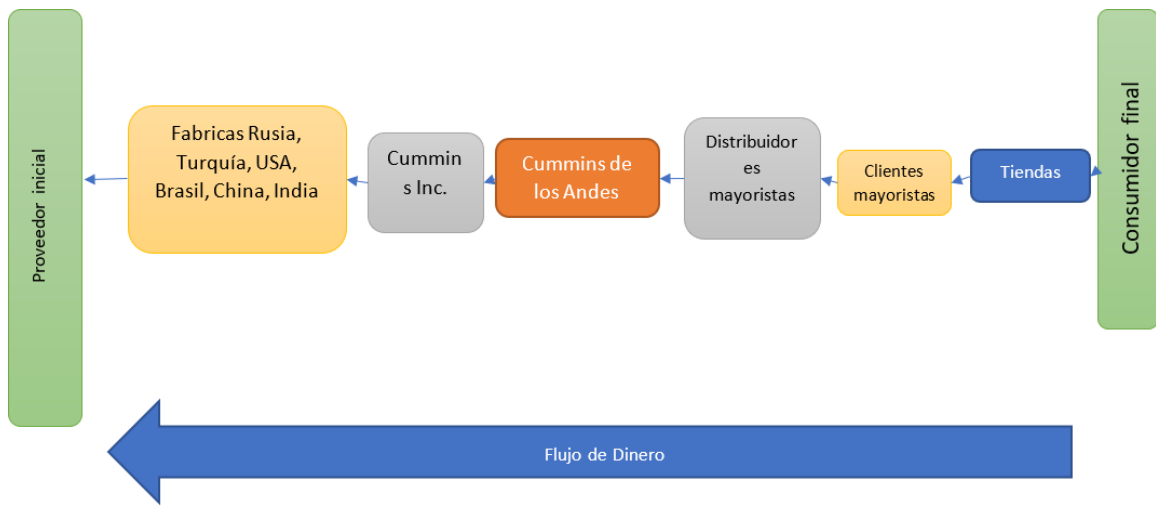 Proveedor inicial
Fabricas Rusia,
Turquía, USA,
Brasil, China, India
Cummin
s Inc.
Cummins de
los Andes
Distribuidor
es
mayoristas
Clientes
mayoristas
Tiendas
Consumidor final
Flujo de Dinero